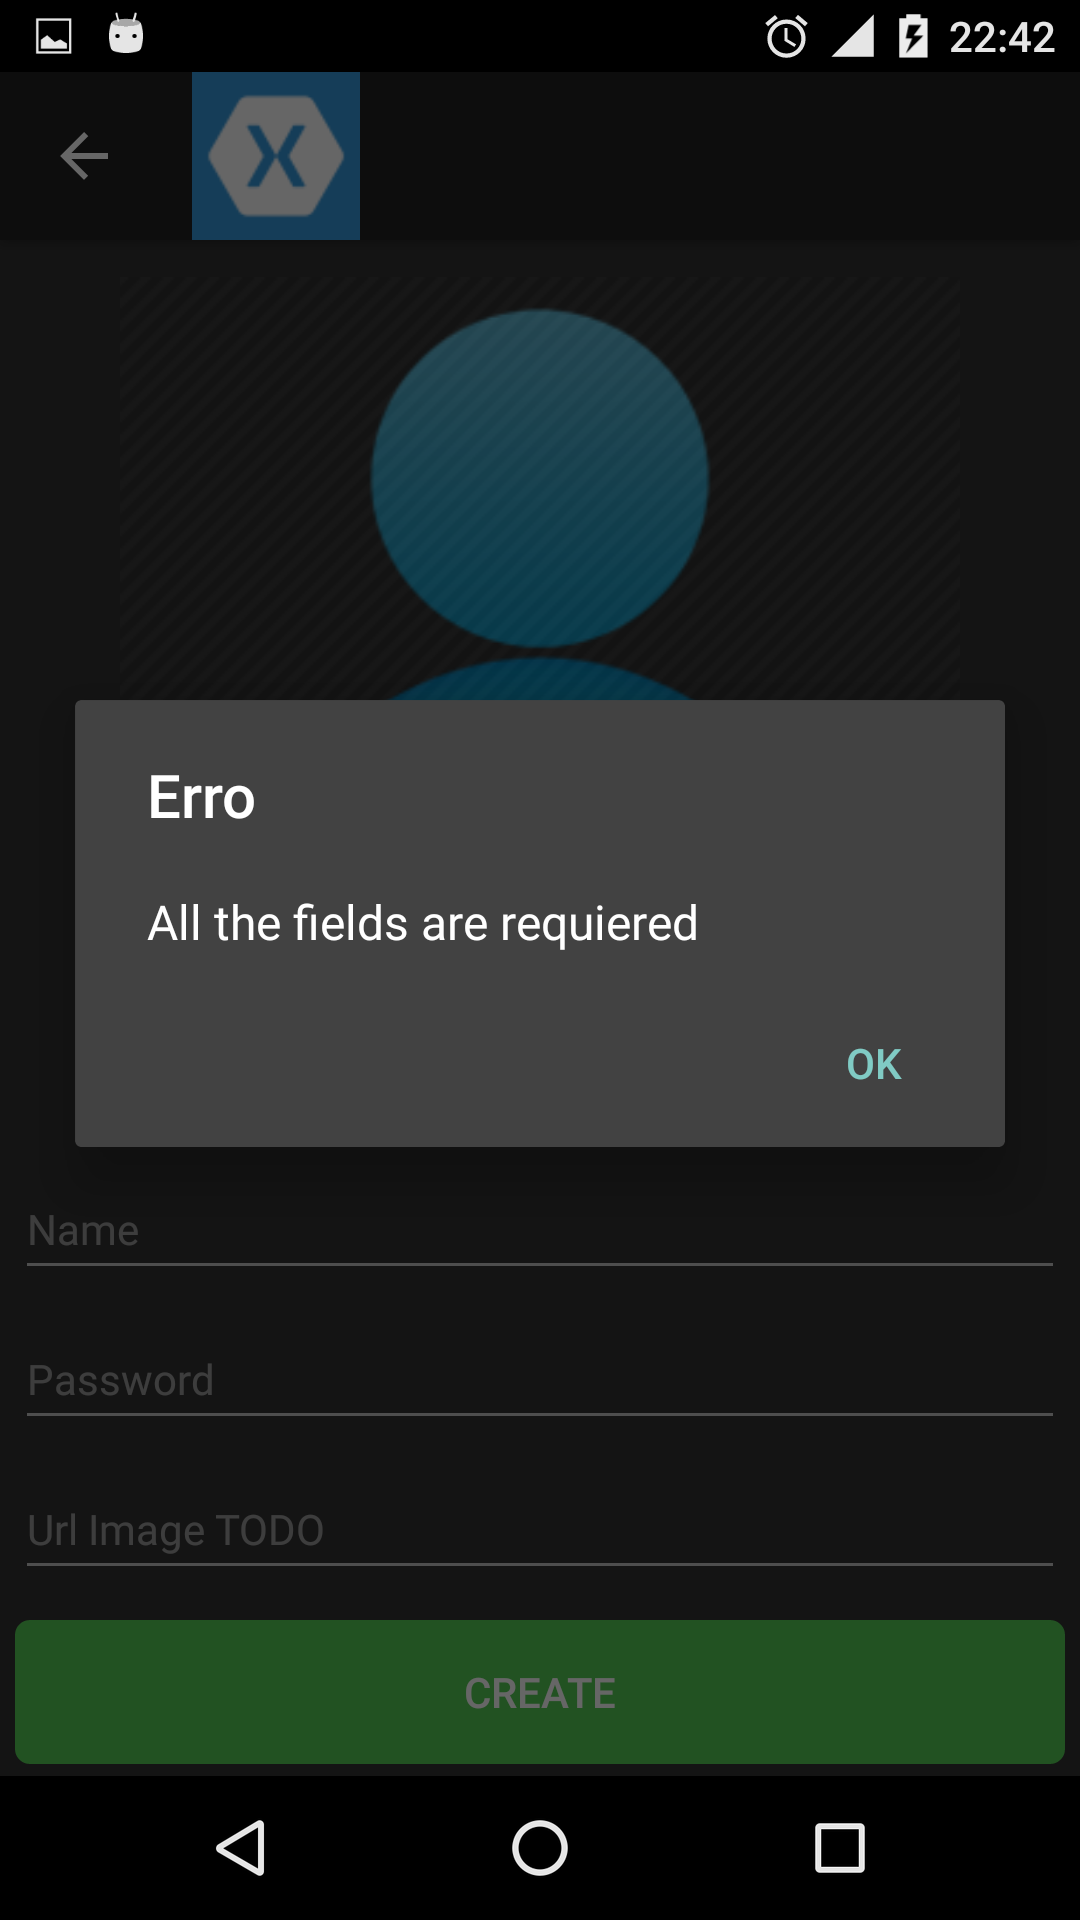 22:42
X
Erro
All the fields are requiered
OK
Name
Password
Url Image TODO
CREATE